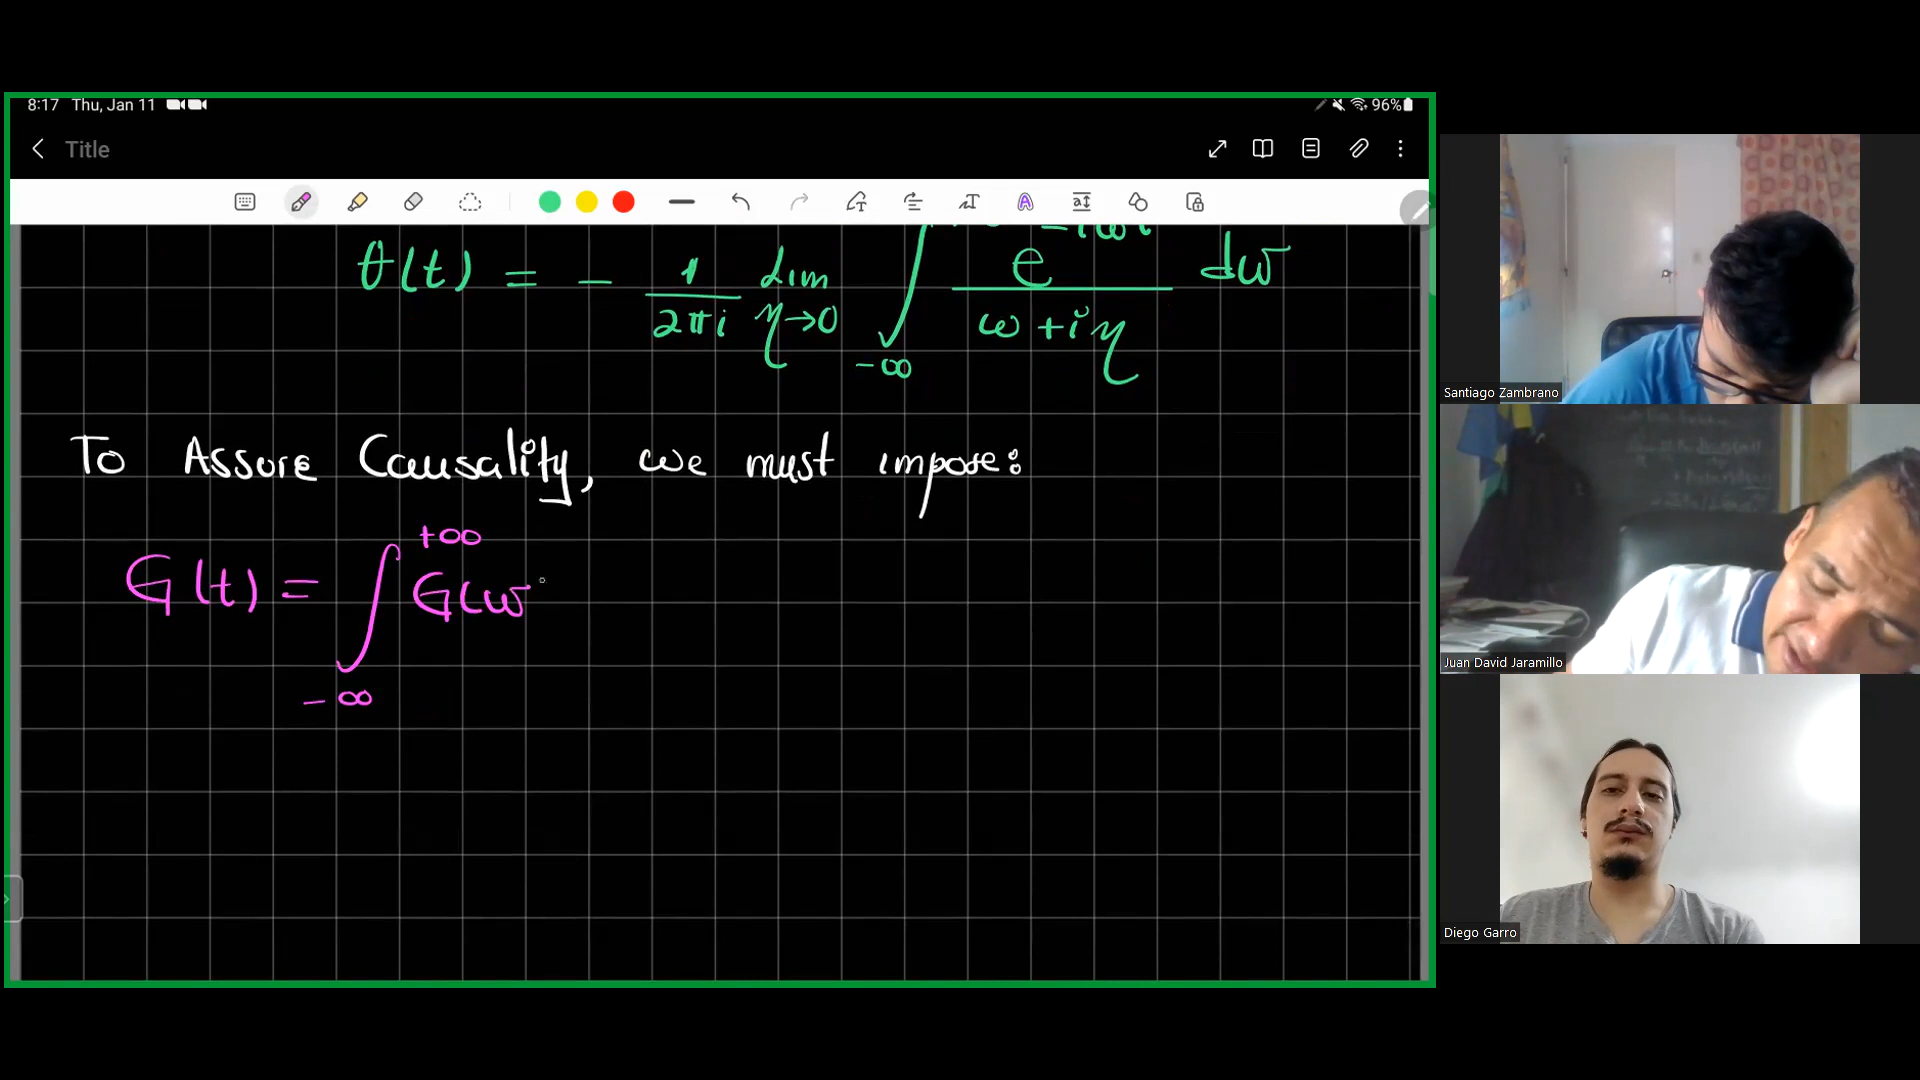 8:17 Thu, Jan 11 96%
Title
θ(t) = - 1/2πi lim η→0 ∫ -∞ e^-iωt / ω + iη dω
To Assure Causality, we must impose:
G(t) = ∫ -∞ +∞ G(ω
Santiago Zambrano
Juan David Jaramillo
Diego Garro